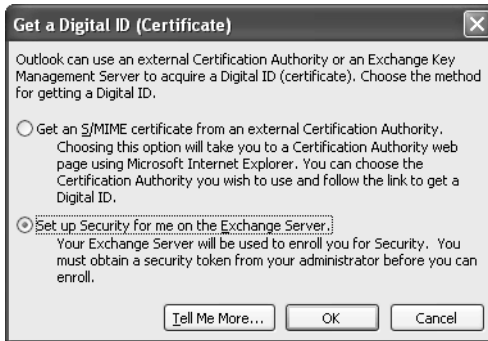 Get a Digital ID (Certificate)
Outlook can use an external Certification Authority or an Exchange Key
Management Server to acquire a Digital ID (certificate). Choose the method
for getting a Digital ID.
Get an S/MIME certificate from an external Certification Authority.
Choosing this option will take you to a Certification Authority web
page using Microsoft Internet Explorer. You can choose the
Certification Authority you wish to use and follow the link to get a
Digital ID.
Set up Security for me on the Exchange Server.
Your Exchange Server will be used to enroll you for Security. You
must obtain a security token from your administrator before you can
enroll.
Tell Me More... OK Cancel